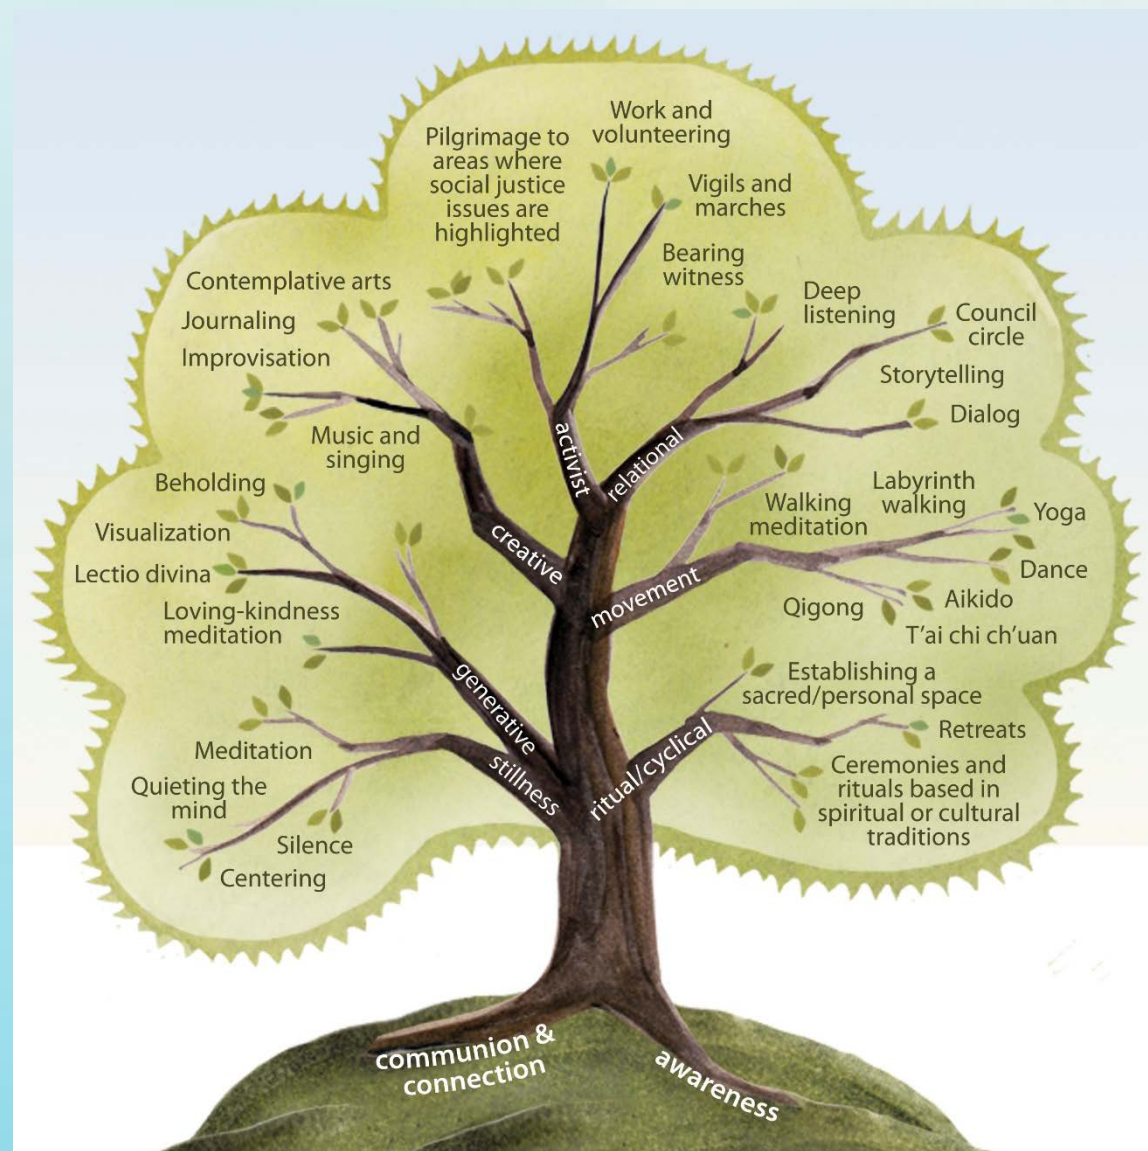 Work and
volunteering
Pilgrimage to
areas where
social justice
issues are
highlighted
Vigils and
marches
Bearing
witness
Deep
listening
Council
circle
Storytelling
Dialog
Contemplative arts
Journaling
Improvisation
Music and
singing
activist
relational
creative
movement
Walking
meditation
Labyrinth
walking
Yoga
Dance
Aikido
Qigong
T'ai chi ch'uan
Beholding
Visualization
Lectio divina
Loving-kindness
meditation
generative
stillness
ritual/cyclical
Meditation
Quieting the
mind
Silence
Centering
Establishing a
sacred/personal space
Retreats
Ceremonies and
rituals based in
spiritual or cultural
traditions
communion &
connection
awareness